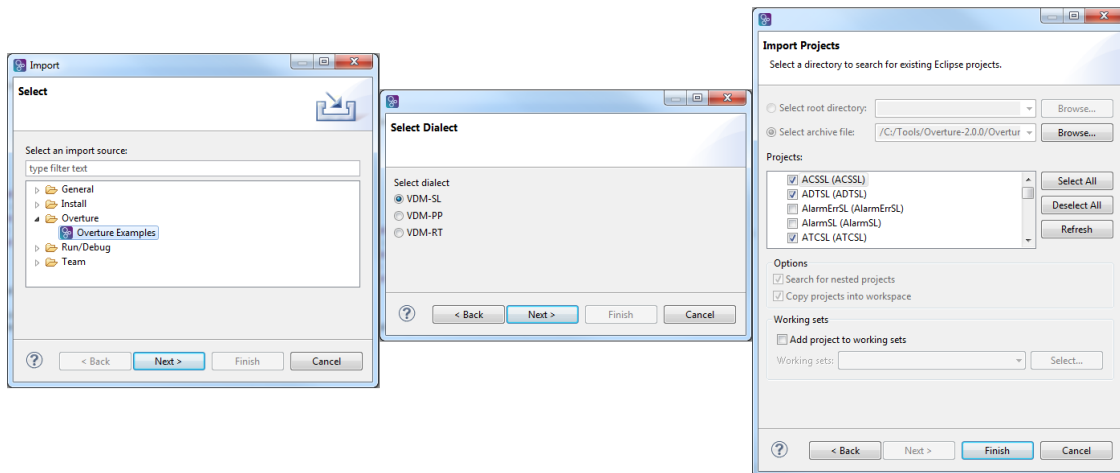 Import
Select
Select an import source:
type filter text
General
Install
Overture
Overture Examples
Run/Debug
Team
< Back
Next >
Finish
Cancel
Select Dialect
Select dialect
VDM-SL
VDM-PP
VDM-RT
< Back
Next >
Finish
Cancel
Import Projects
Select a directory to search for existing Eclipse projects.
Select root directory:
Browse...
Select archive file:
/C:/Tools/Overture-2.0.0/Overtur
Browse...
Projects:
ACSSL (ACSSL)
ADTSL (ADTSL)
AlarmErrSL (AlarmErrSL)
AlarmSL (AlarmSL)
ATCSL (ATCSL)
Select All
Deselect All
Refresh
Options
Search for nested projects
Copy projects into workspace
Working sets
Add project to working sets
Working sets:
Select...
< Back
Next >
Finish
Cancel